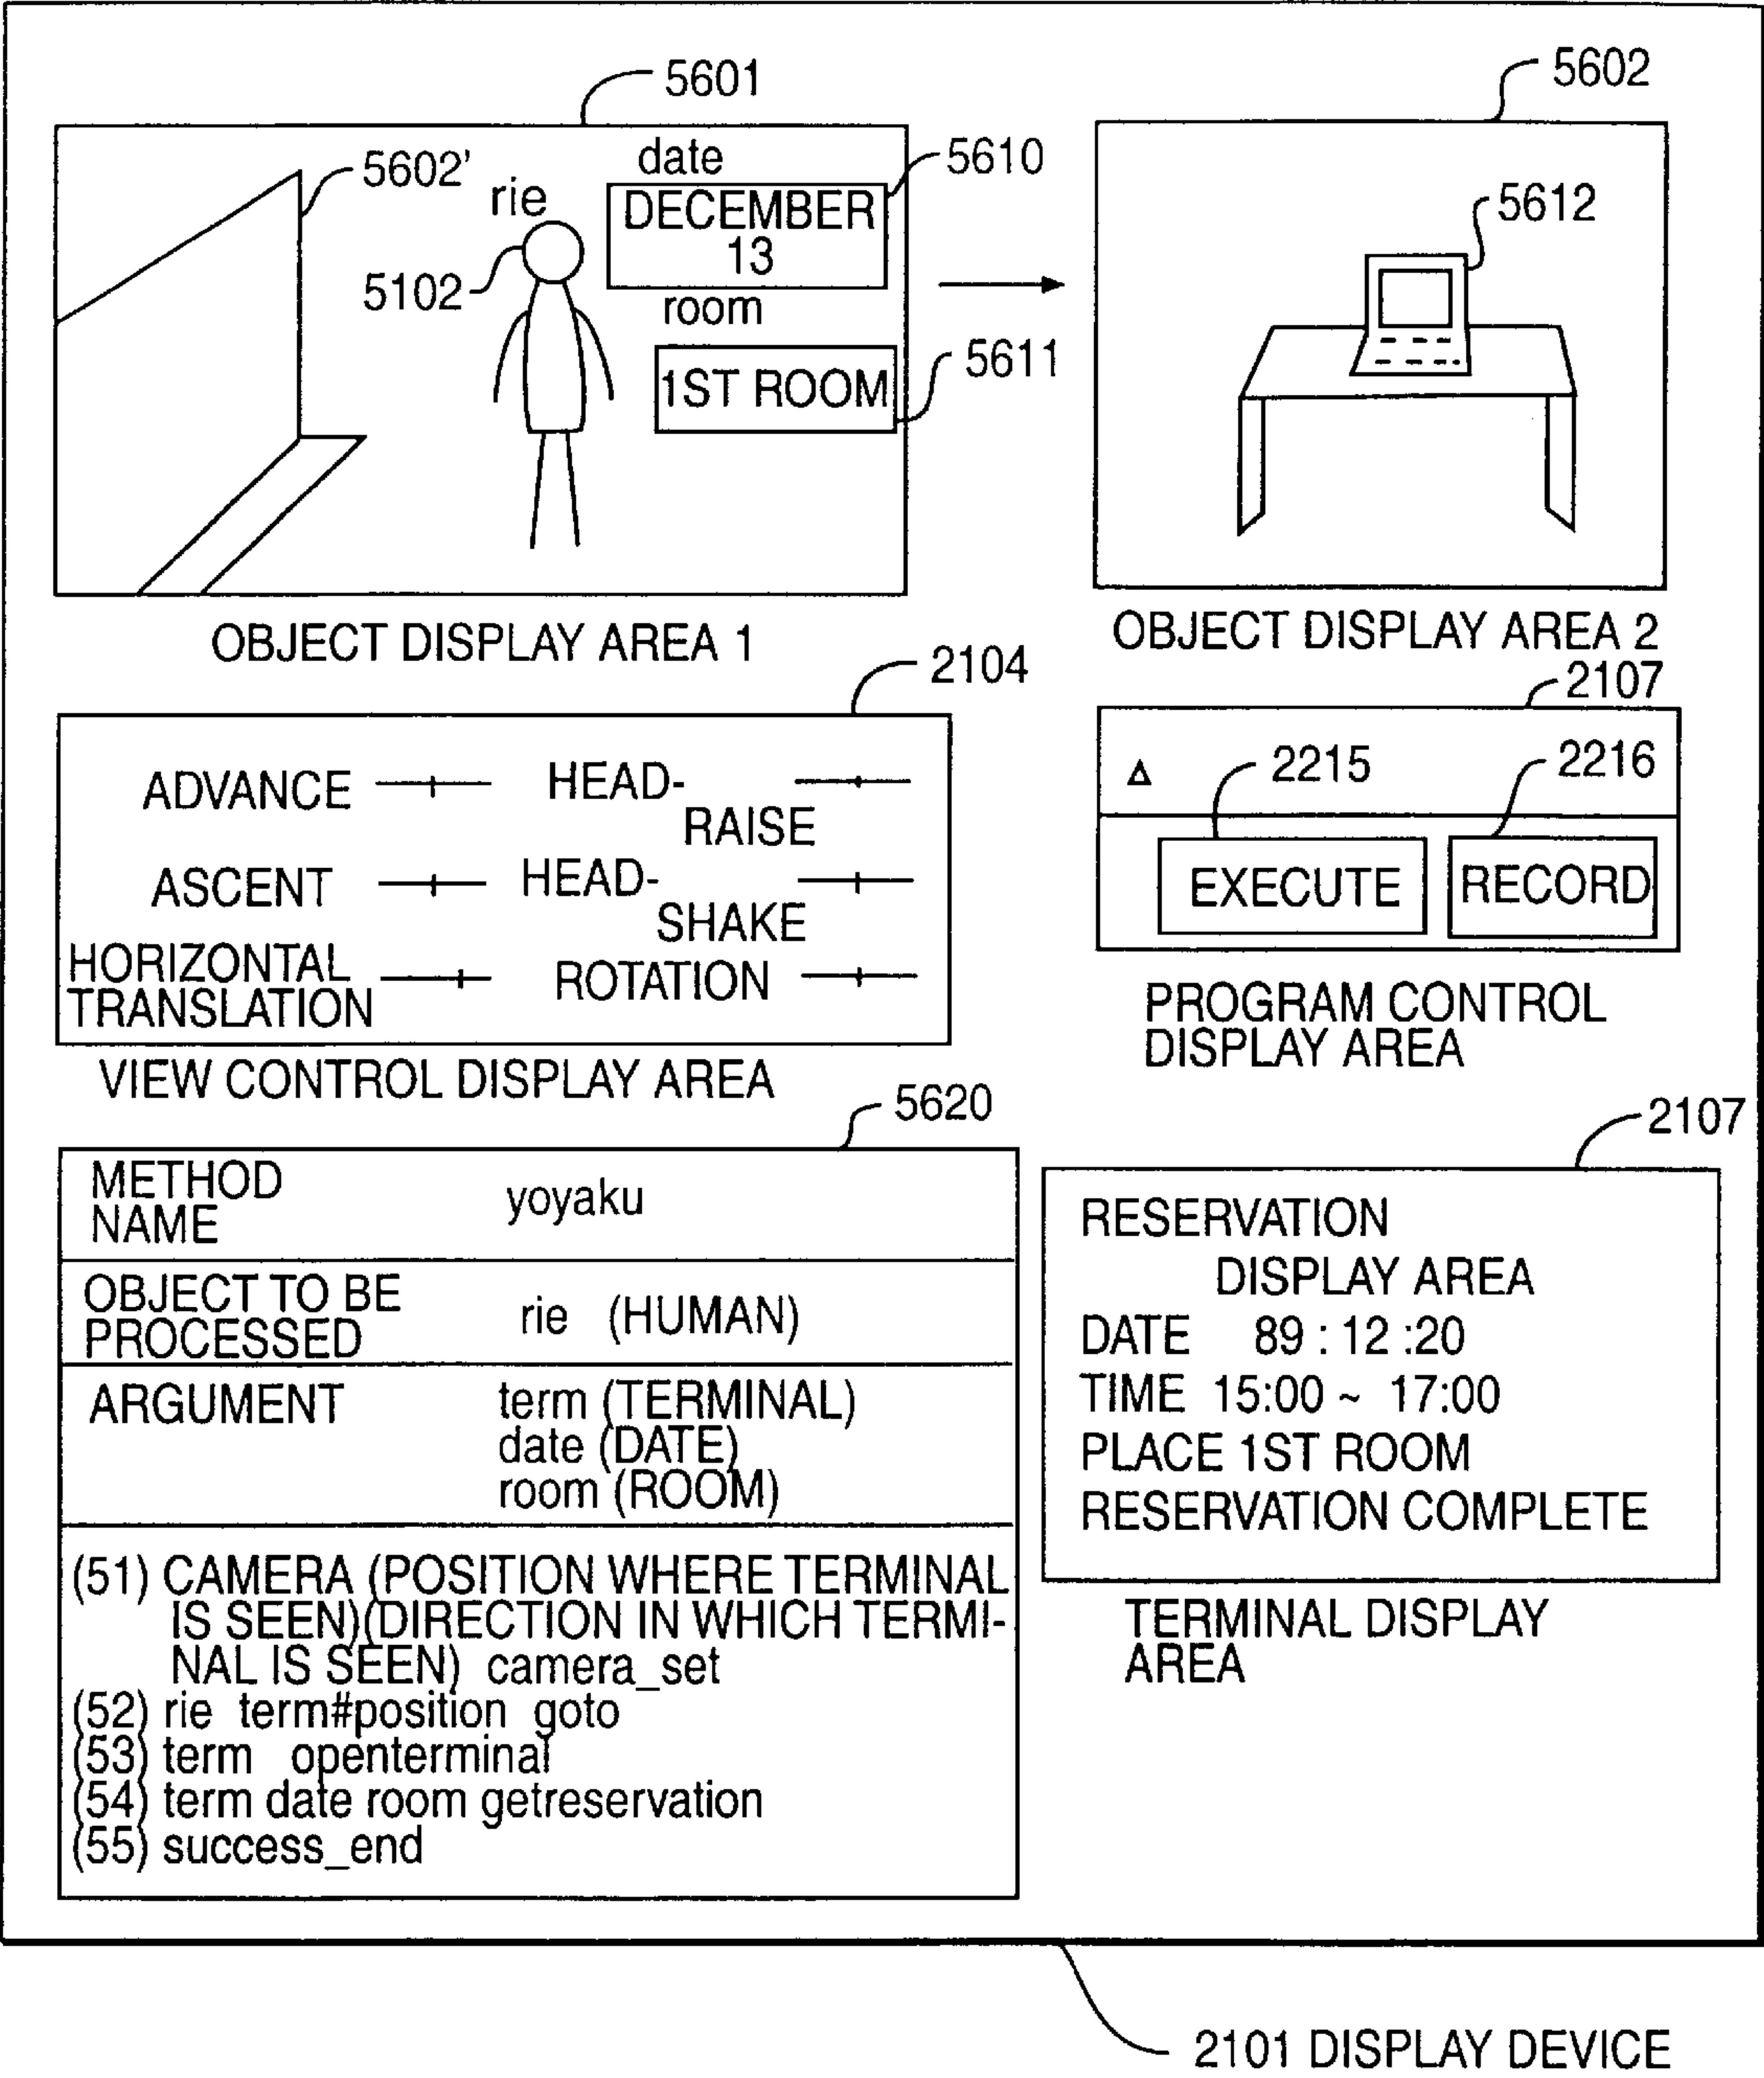 5601
5602
5602'
rie
date
5610
DECEMBER
13
5102
room
5611
1ST ROOM
5612
OBJECT DISPLAY AREA 1
OBJECT DISPLAY AREA 2
2104
ADVANCE
HEAD-
RAISE
ASCENT
HEAD-
SHAKE
HORIZONTAL
TRANSLATION
ROTATION
VIEW CONTROL DISPLAY AREA
2107
2215
2216
EXECUTE
RECORD
PROGRAM CONTROL
DISPLAY AREA
5620
METHOD
NAME
yoyaku
OBJECT TO BE
PROCESSED
rie (HUMAN)
ARGUMENT
term (TERMINAL)
date (DATE)
room (ROOM)
(51) CAMERA (POSITION WHERE TERMINAL
IS SEEN)(DIRECTION IN WHICH TERMI-
NAL IS SEEN) camera_set
(52) rie term#position goto
(53) term openterminal
(54) term date room getreservation
(55) success_end
2107
RESERVATION
DISPLAY AREA
DATE 89 : 12 :20
TIME 15:00 ~ 17:00
PLACE 1ST ROOM
RESERVATION COMPLETE
TERMINAL DISPLAY
AREA
2101 DISPLAY DEVICE